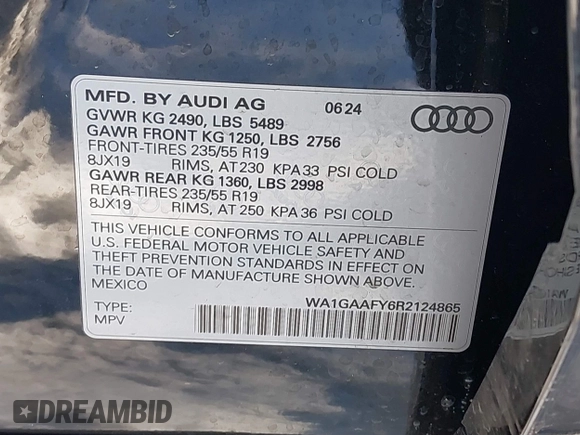 MFD. BY AUDI AG 06 24
GVWR KG 2490, LBS 5489
GAWR FRONT KG 1250, LBS 2756
FRONT-TIRES 235/55 R19
8JX19 RIMS, AT 230 KPA 33 PSI COLD
GAWR REAR KG 1360, LBS 2998
REAR-TIRES 235/55 R19
8JX19 RIMS, AT 250 KPA 36 PSI COLD
THIS VEHICLE CONFORMS TO ALL APPLICABLE
U.S. FEDERAL MOTOR VEHICLE SAFETY AND
THEFT PREVENTION STANDARDS IN EFFECT ON
THE DATE OF MANUFACTURE SHOWN ABOVE.
MEXICO
WA1GAAFY6R2124865
TYPE:
MPV
DREAMBID